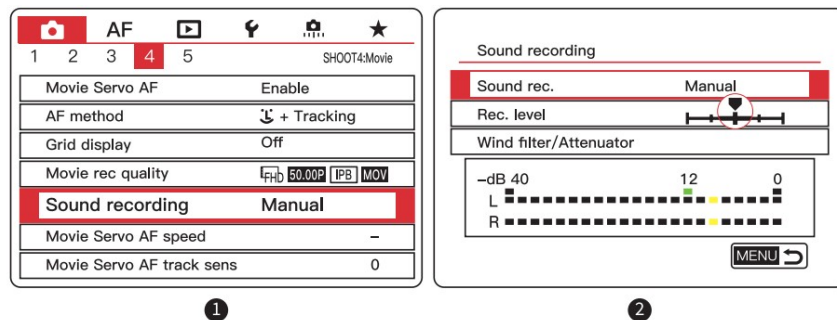 AF
1 2 3 4 5 SHOOT4:Movie
Movie Servo AF Enable
AF method + Tracking
Grid display Off
Movie rec quality FHD 50.00P IPB MOV
Sound recording Manual
Movie Servo AF speed –
Movie Servo AF track sens 0
❶
Sound recording
Sound rec. Manual
Rec. level
Wind filter/Attenuator
–dB 40 12 0
L
R
MENU
❷